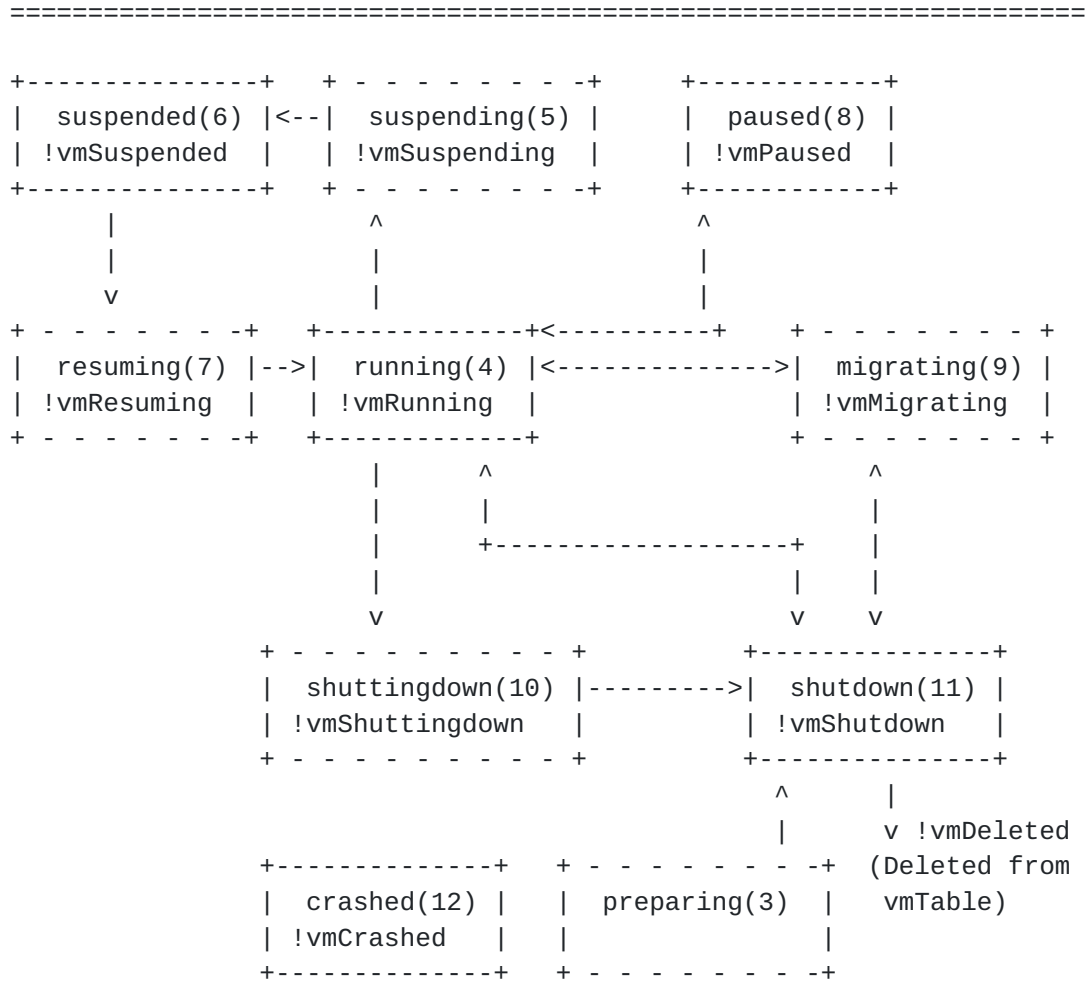 suspended(6) suspending(5) paused(8)
!vmSuspended !vmSuspending !vmPaused
resuming(7) running(4) migrating(9)
!vmResuming !vmRunning !vmMigrating
shuttingdown(10) shutdown(11)
!vmShuttingdown !vmShutdown
!vmDeleted
(Deleted from
crashed(12) preparing(3) vmTable)
!vmCrashed